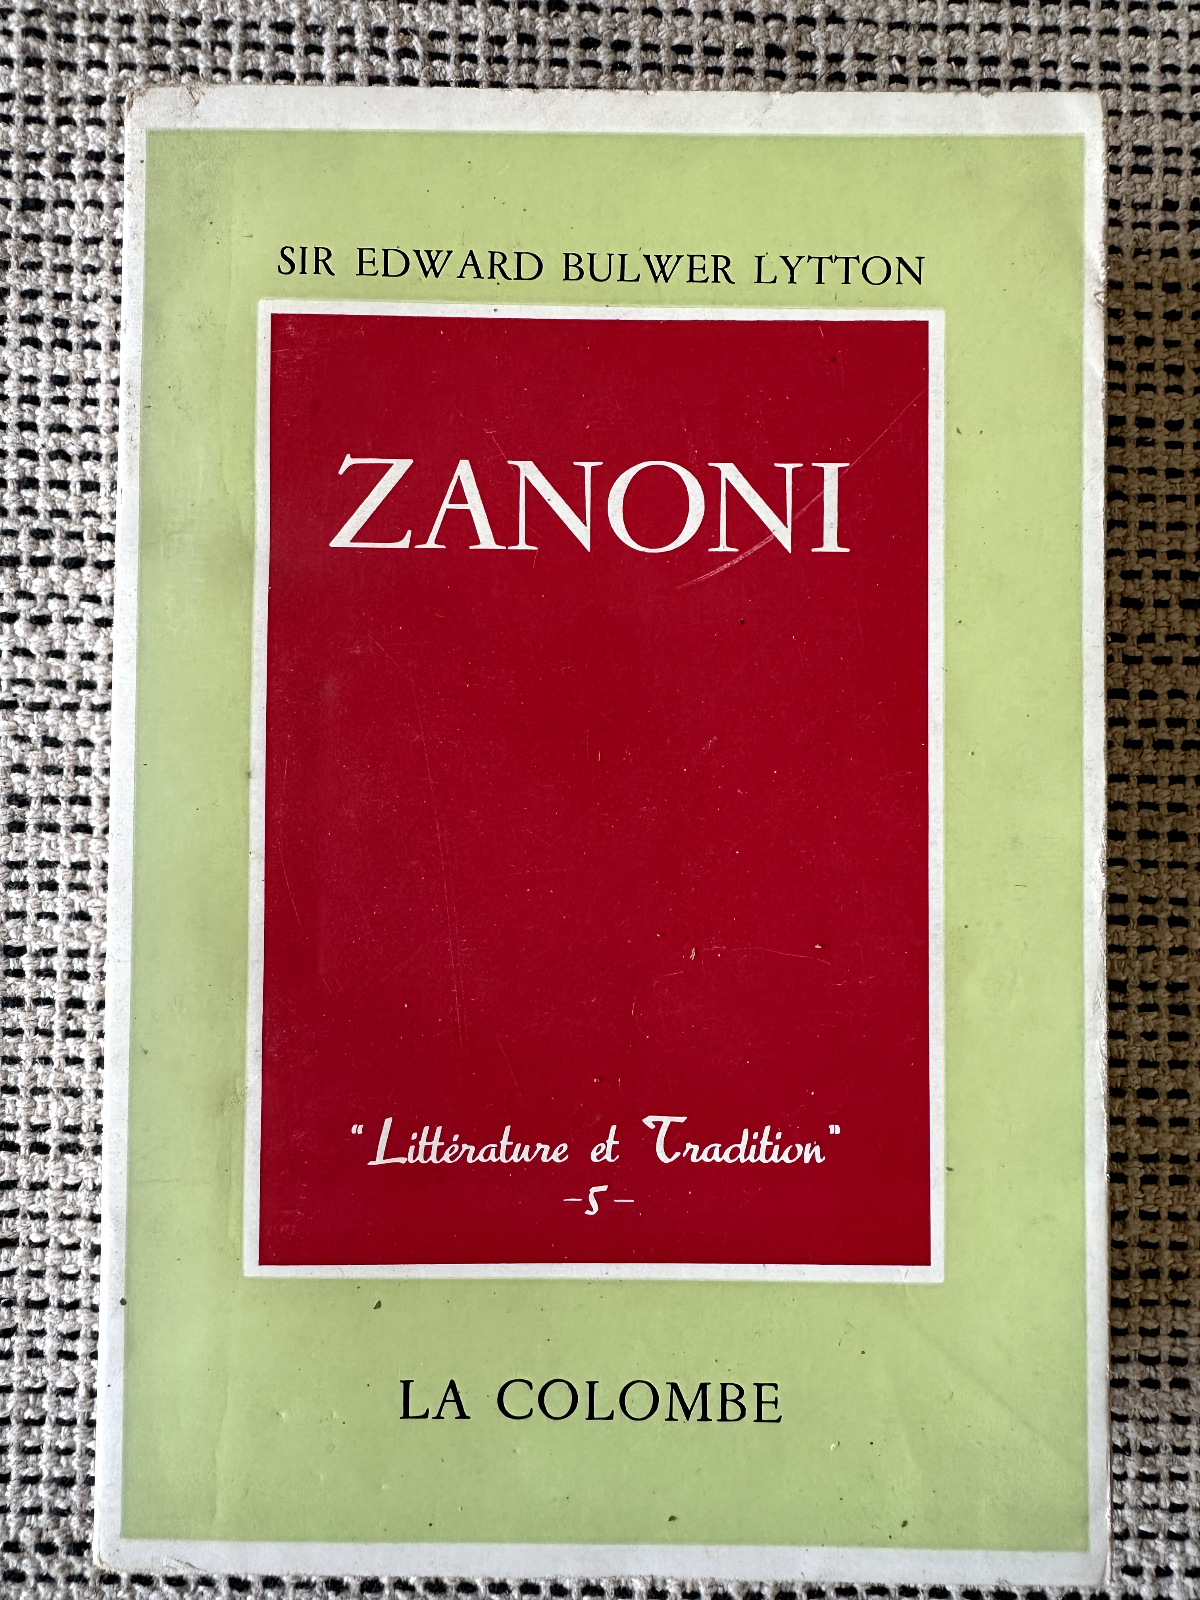 SIR EDWARD BULWER LYTTON
ZANONI
“Littérature et Tradition”
-5-
LA COLOMBE